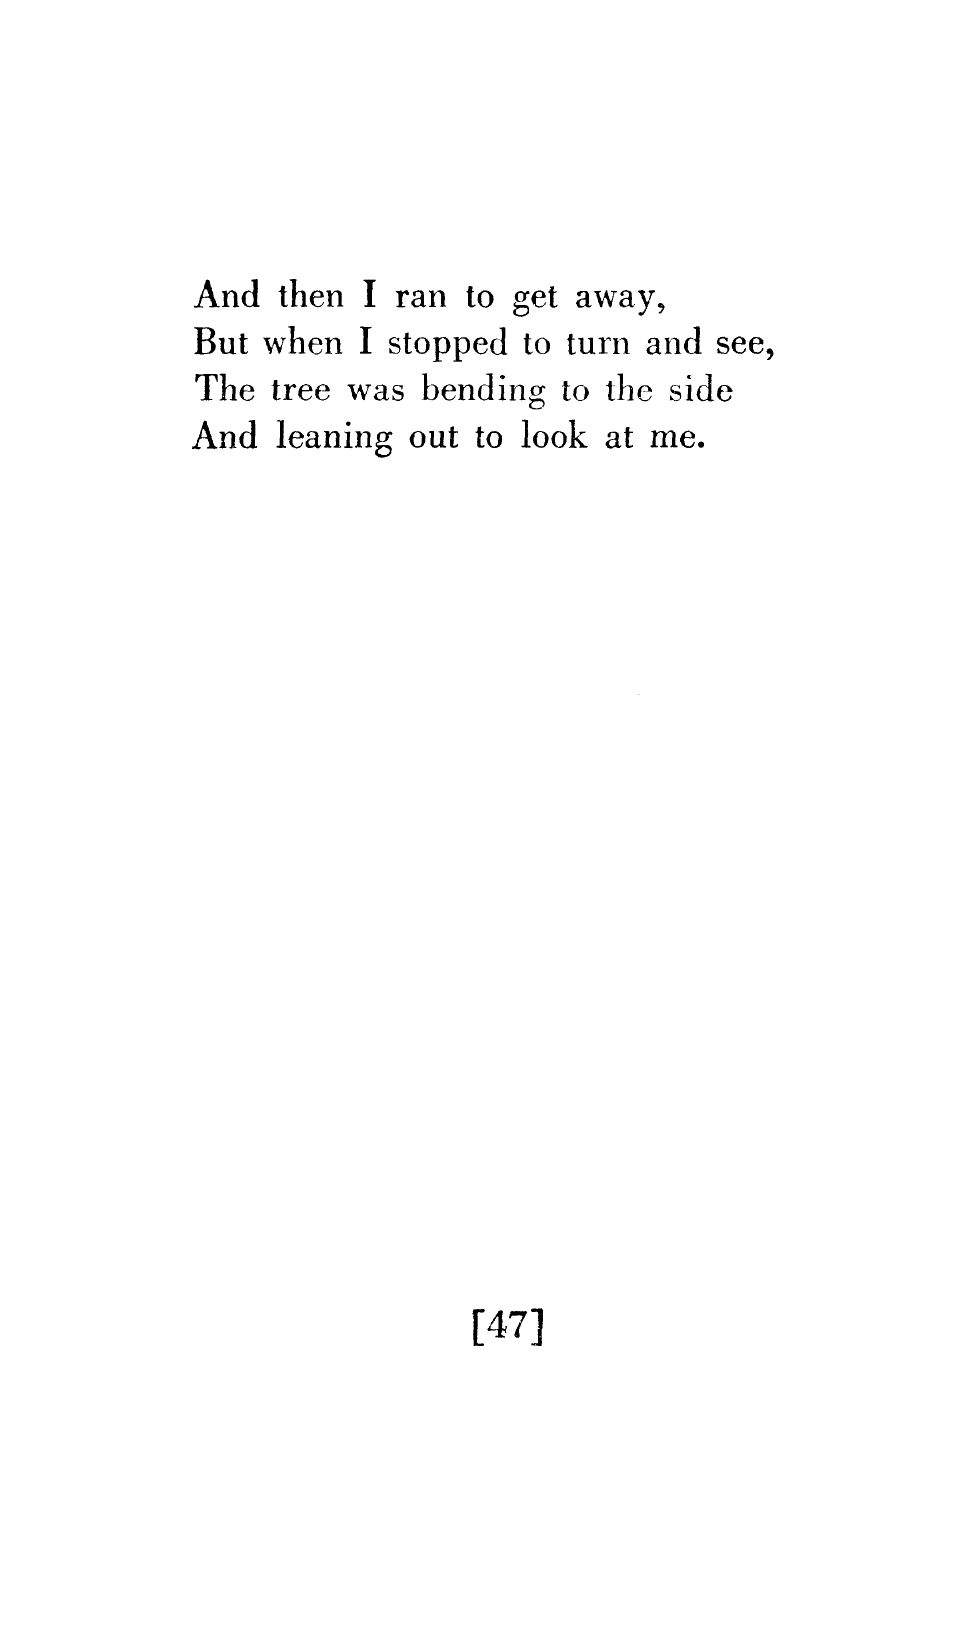 And then I ran to get away,
But when I stopped to turn and see,
The tree was bending to the side
And leaning out to look at me.
[47]